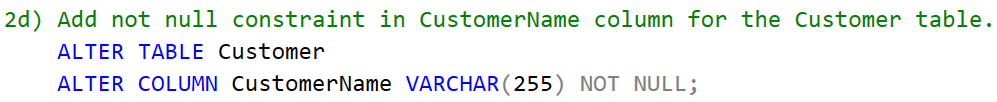 2d) Add not null constraint in CustomerName column for the Customer table.
ALTER TABLE Customer
ALTER COLUMN CustomerName VARCHAR(255) NOT NULL;